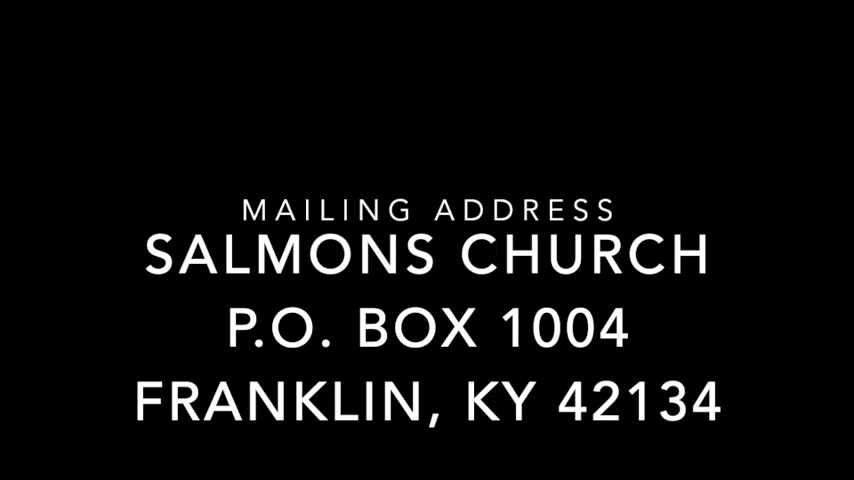 MAILING ADDRESS
SALMONS CHURCH
P.O. BOX 1004
FRANKLIN, KY 42134